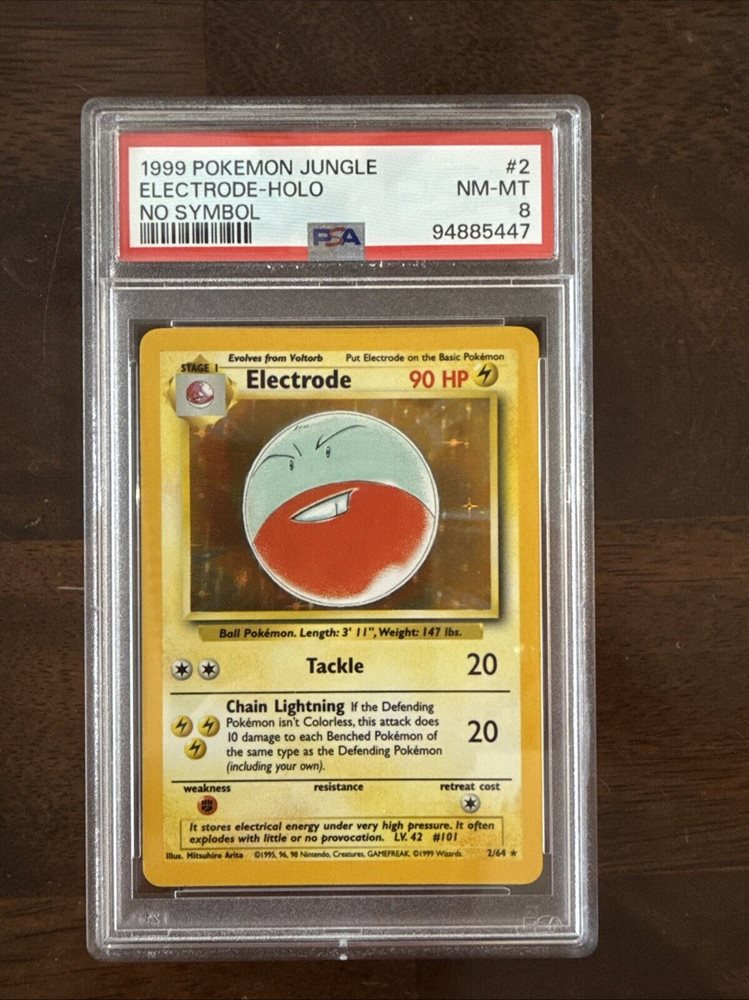 1999 POKEMON JUNGLE #2
ELECTRODE-HOLO NM-MT
NO SYMBOL 8
PSA 94885447
Evolves from Voltorb Put Electrode on the Basic Pokémon
STAGE 1
Electrode 90 HP
Ball Pokémon. Length: 3' 11", Weight: 147 lbs.
Tackle 20
Chain Lightning If the Defending
Pokémon isn't Colorless, this attack does
10 damage to each Benched Pokémon of
the same type as the Defending Pokémon
(including your own).
20
weakness resistance retreat cost
It stores electrical energy under very high pressure. It often
explodes with little or no provocation. LV. 42 #101
Illus. Mitsuhiro Arita ©1995, 96, 98 Nintendo, Creatures, GAMEFREAK. ©1999 Wizards. 2/64 ★
PSA